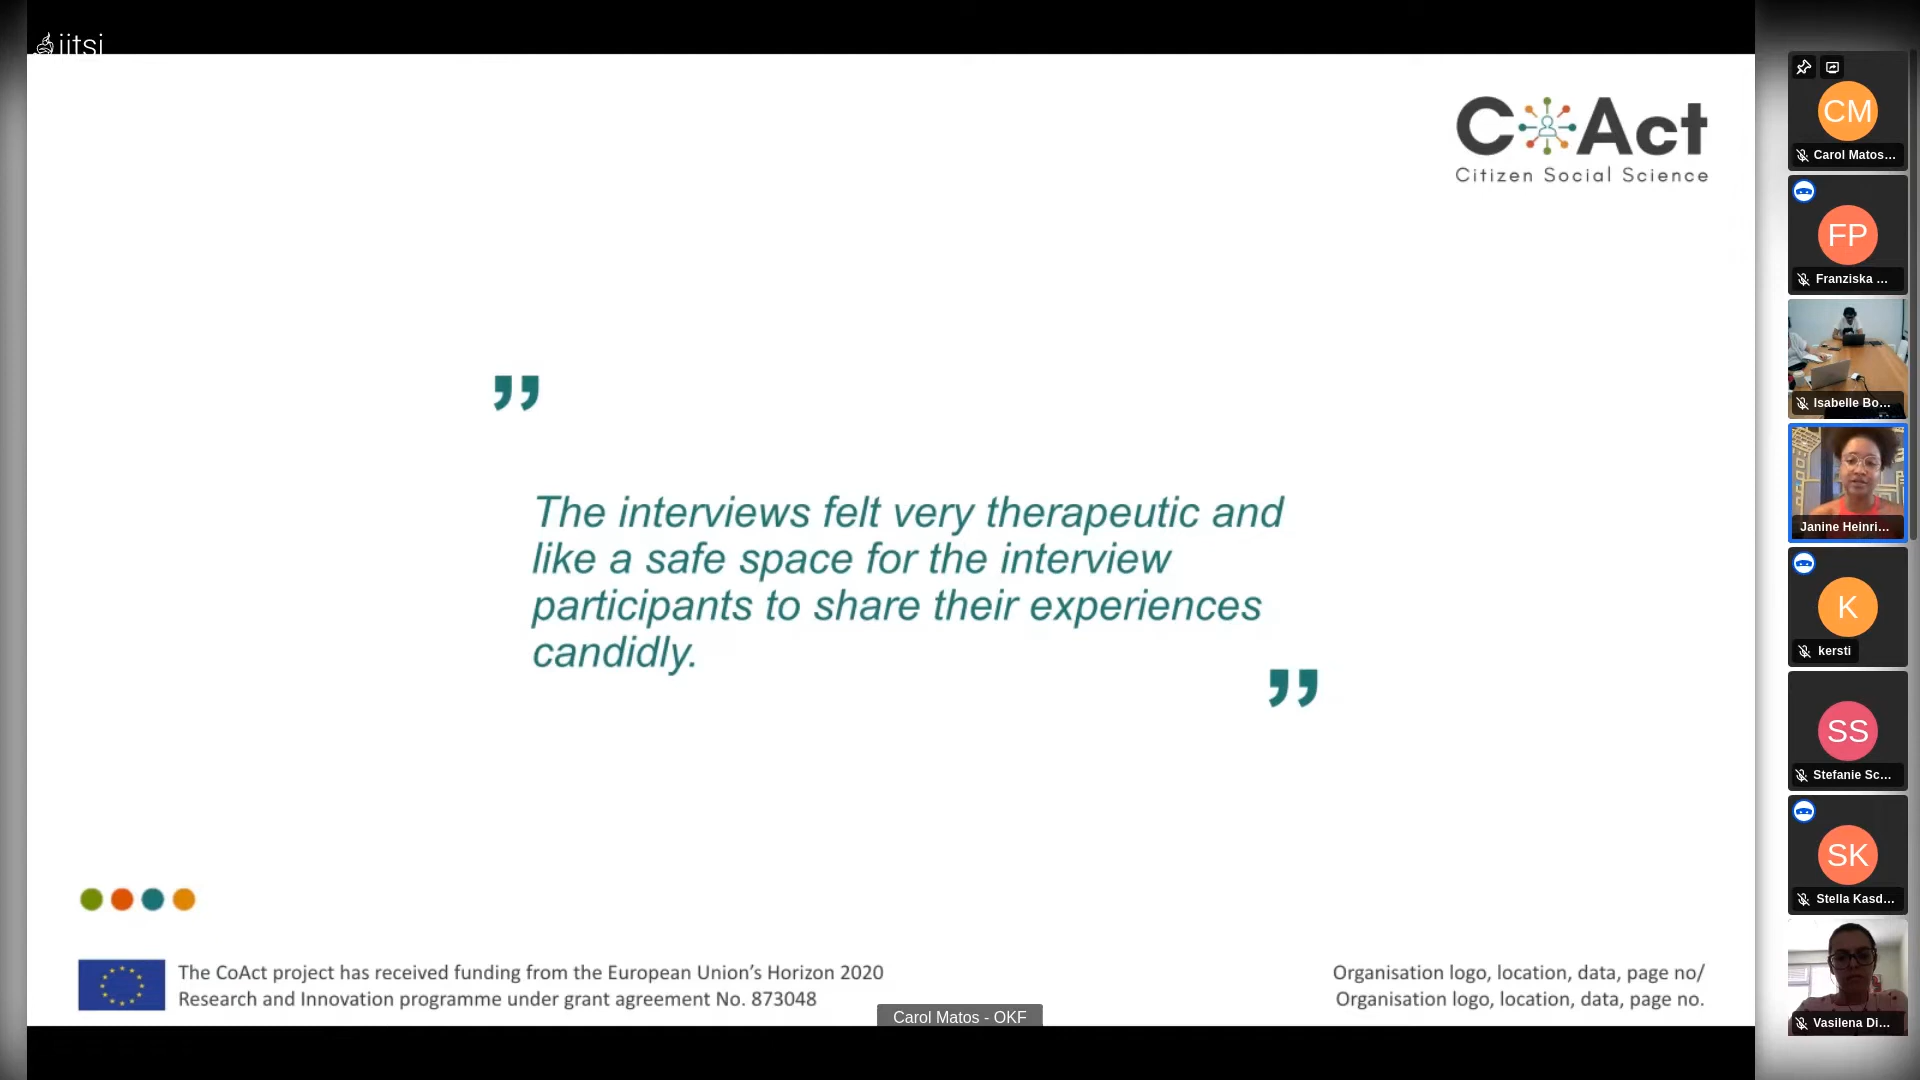 jitsi
CoAct
Citizen Social Science
”
The interviews felt very therapeutic and
like a safe space for the interview
participants to share their experiences
candidly.
”
The CoAct project has received funding from the European Union’s Horizon 2020
Research and Innovation programme under grant agreement No. 873048
Organisation logo, location, data, page no/
Organisation logo, location, data, page no.
Carol Matos - OKF
CM
Carol Matos...
FP
Franziska ...
Isabelle Bo...
Janine Heinri...
K
kersti
SS
Stefanie Sc...
SK
Stella Kasd...
Vasilena Di...